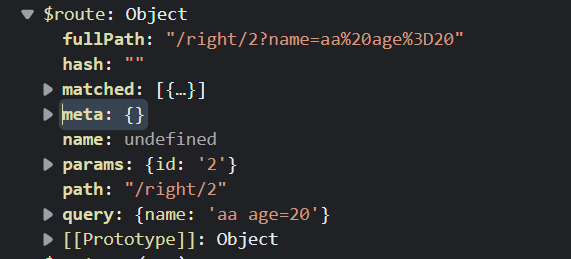 ▼ $route: Object
fullPath: "/right/2?name=aa%20age%3D20"
hash: ""
▶ matched: [{…}]
▶ meta: {}
name: undefined
▶ params: {id: '2'}
path: "/right/2"
▶ query: {name: 'aa age=20'}
▶ [[Prototype]]: Object